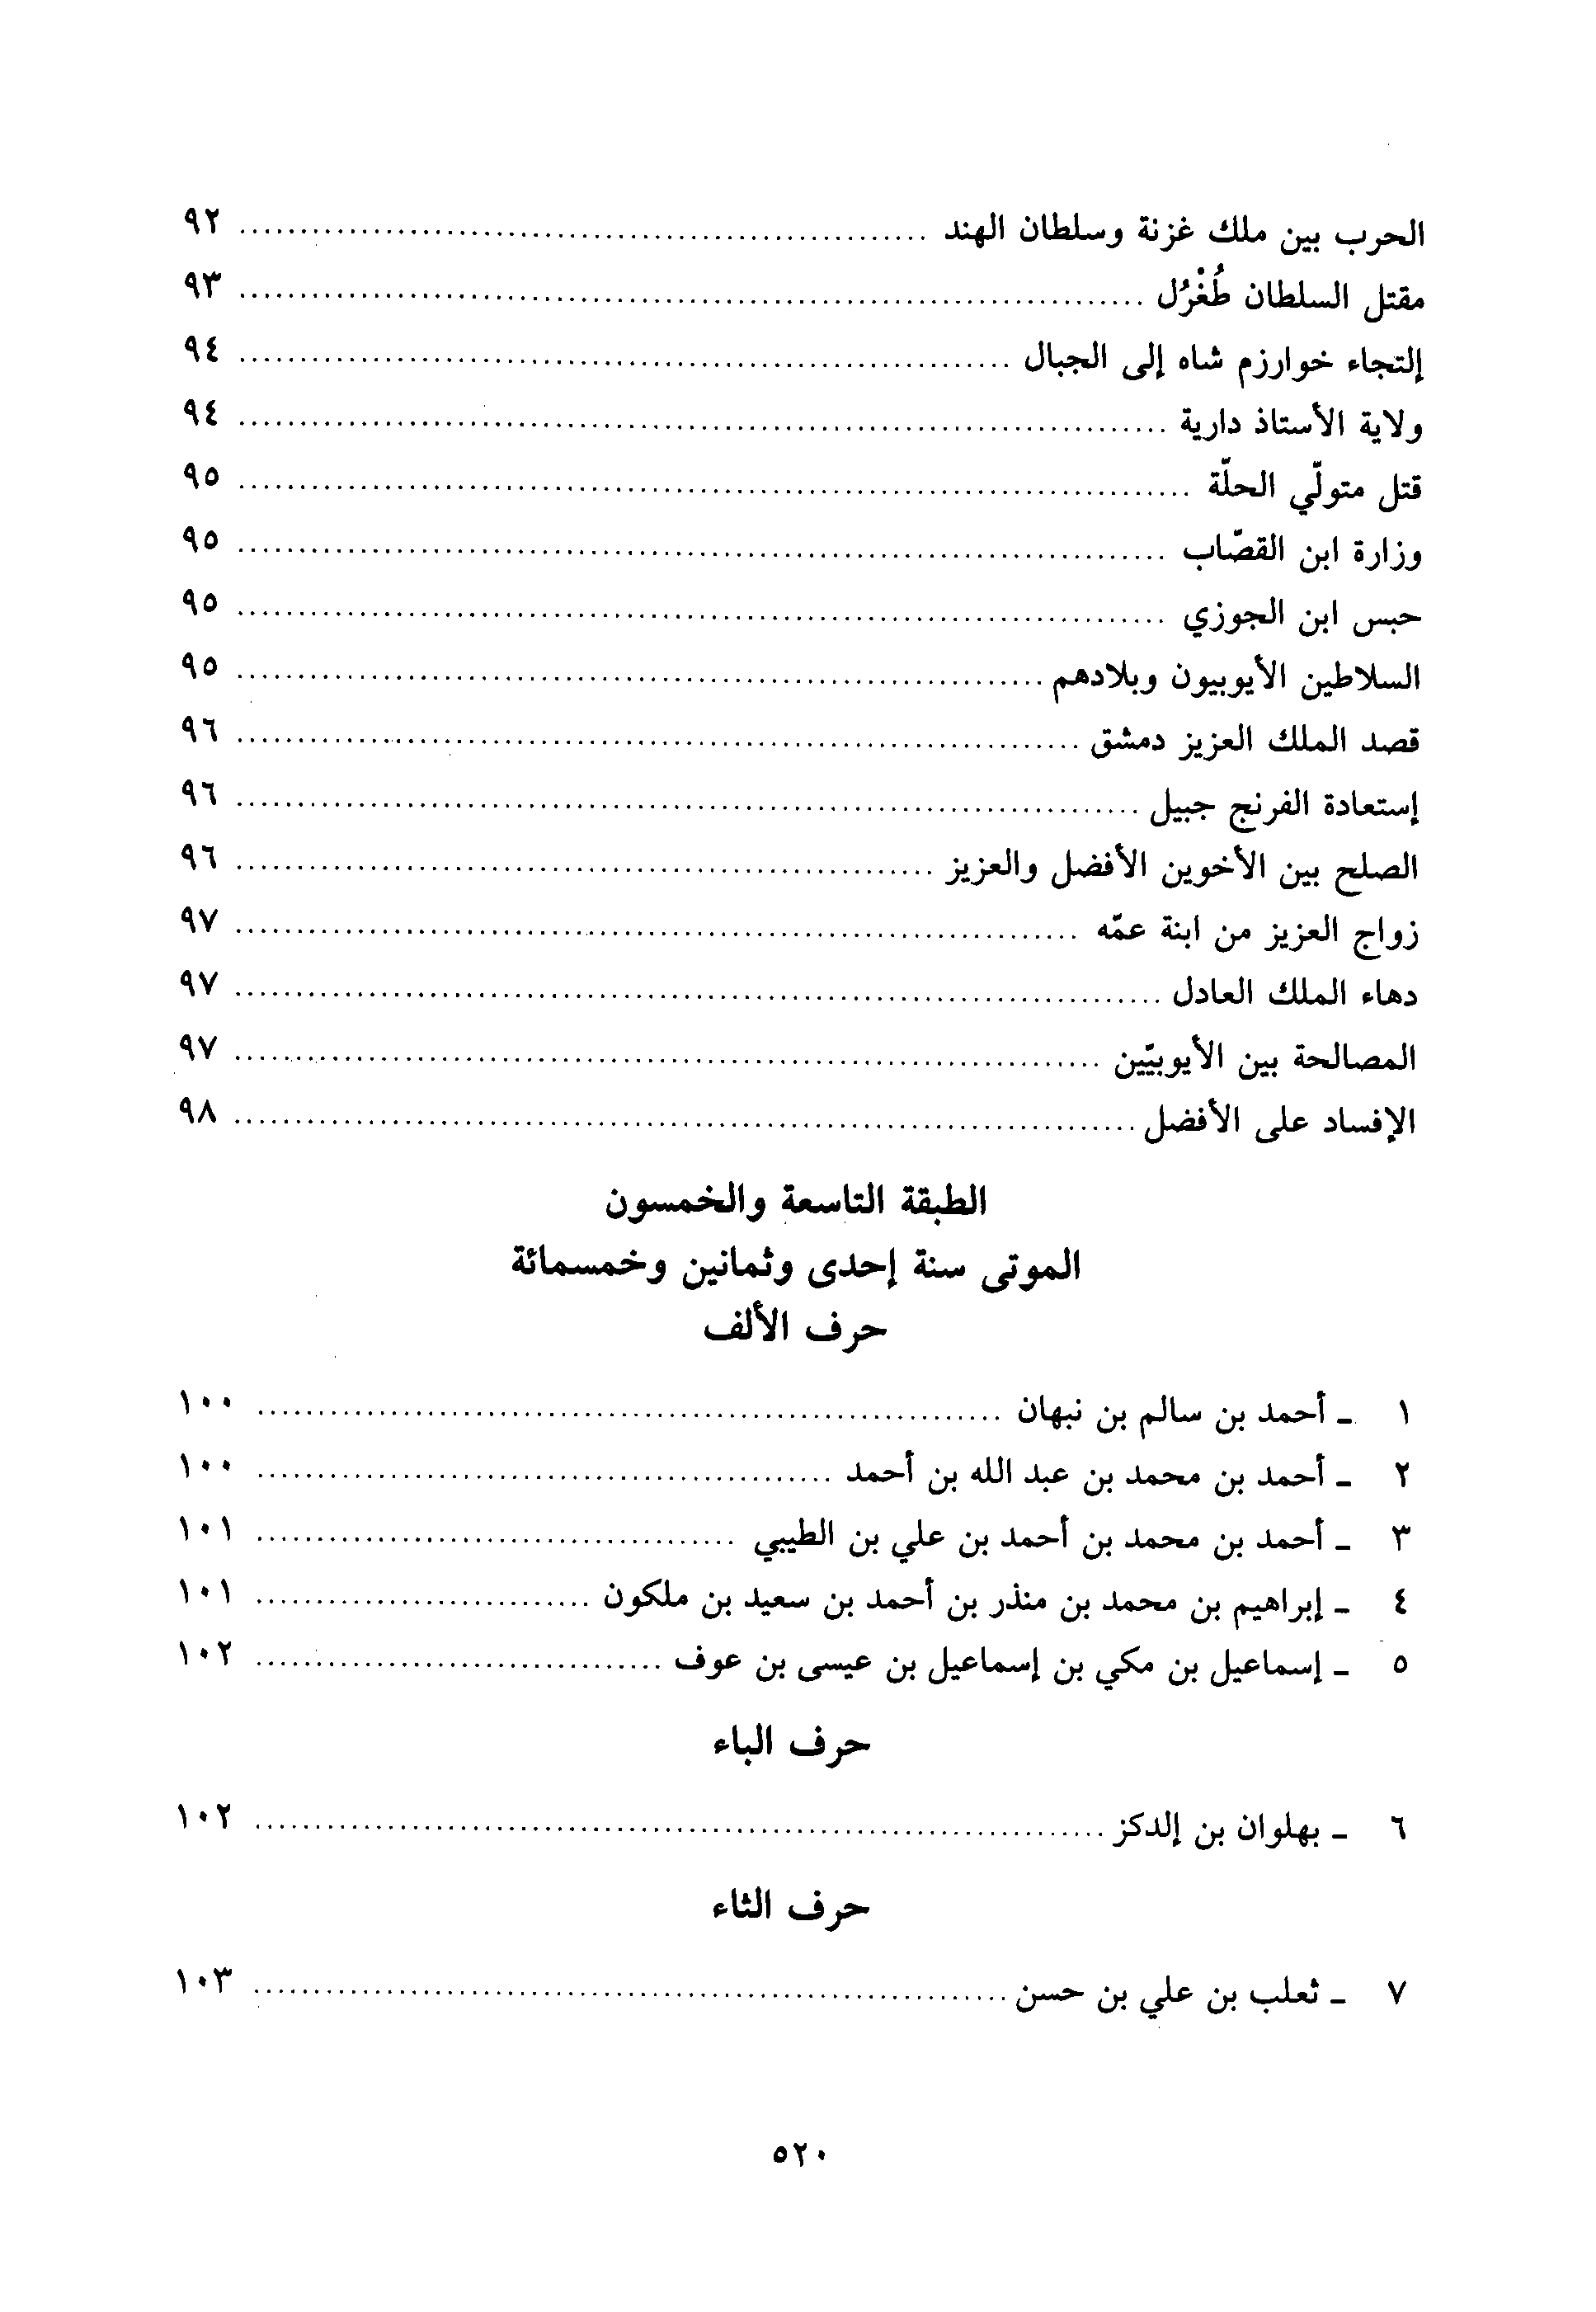 الحرب بين ملك غزنة وسلطان الهند ........ ٩٢
مقتل السلطان طُغْرُل ........ ٩٣
إلتجاء خوارزم شاه إلى الجبال ........ ٩٤
ولاية الأستاذ دارية ........ ٩٤
قتل متولّي الحلّة ........ ٩٥
وزارة ابن القصّاب ........ ٩٥
حبس ابن الجوزي ........ ٩٥
السلاطين الأيوبيون وبلادهم ........ ٩٥
قصد الملك العزيز دمشق ........ ٩٦
إستعادة الفرنج جبيل ........ ٩٦
الصلح بين الأخوين الأفضل والعزيز ........ ٩٦
زواج العزيز من ابنة عمّه ........ ٩٧
دهاء الملك العادل ........ ٩٧
المصالحة بين الأيوبيّين ........ ٩٧
الإفساد على الأفضل ........ ٩٨
الطبقة التاسعة والخمسون
الموتى سنة إحدى وثمانين وخمسمائة
حرف الألف
١ ـ أحمد بن سالم بن نبهان ........ ١٠٠
٢ ـ أحمد بن محمد بن عبد الله بن أحمد ........ ١٠٠
٣ ـ أحمد بن محمد بن أحمد بن علي بن الطيبي ........ ١٠١
٤ ـ إبراهيم بن محمد بن منذر بن أحمد بن سعيد بن ملكون ........ ١٠١
٥ ـ إسماعيل بن مكي بن إسماعيل بن عيسى بن عوف ........ ١٠٢
حرف الباء
٦ ـ بهلوان بن إلدكز ........ ١٠٢
حرف الثاء
٧ ـ ثعلب بن علي بن حسن ........ ١٠٣
٥٢٠